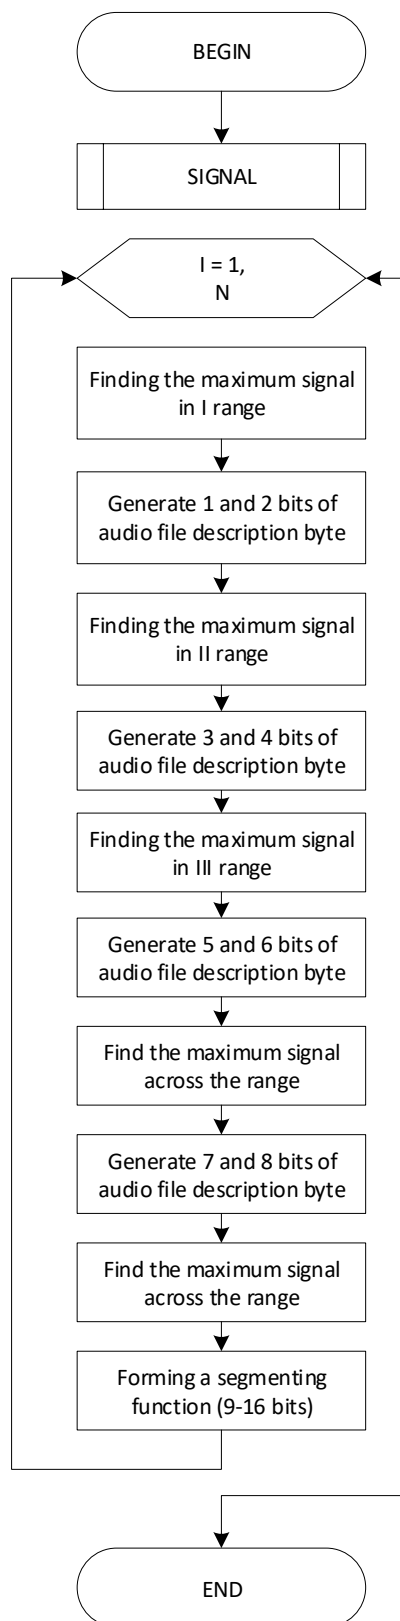 BEGIN
SIGNAL
I = 1,
N
Finding the maximum signal
in I range
Generate 1 and 2 bits of
audio file description byte
Finding the maximum signal
in II range
Generate 3 and 4 bits of
audio file description byte
Finding the maximum signal
in III range
Generate 5 and 6 bits of
audio file description byte
Find the maximum signal
across the range
Generate 7 and 8 bits of
audio file description byte
Find the maximum signal
across the range
Forming a segmenting
function (9-16 bits)
END